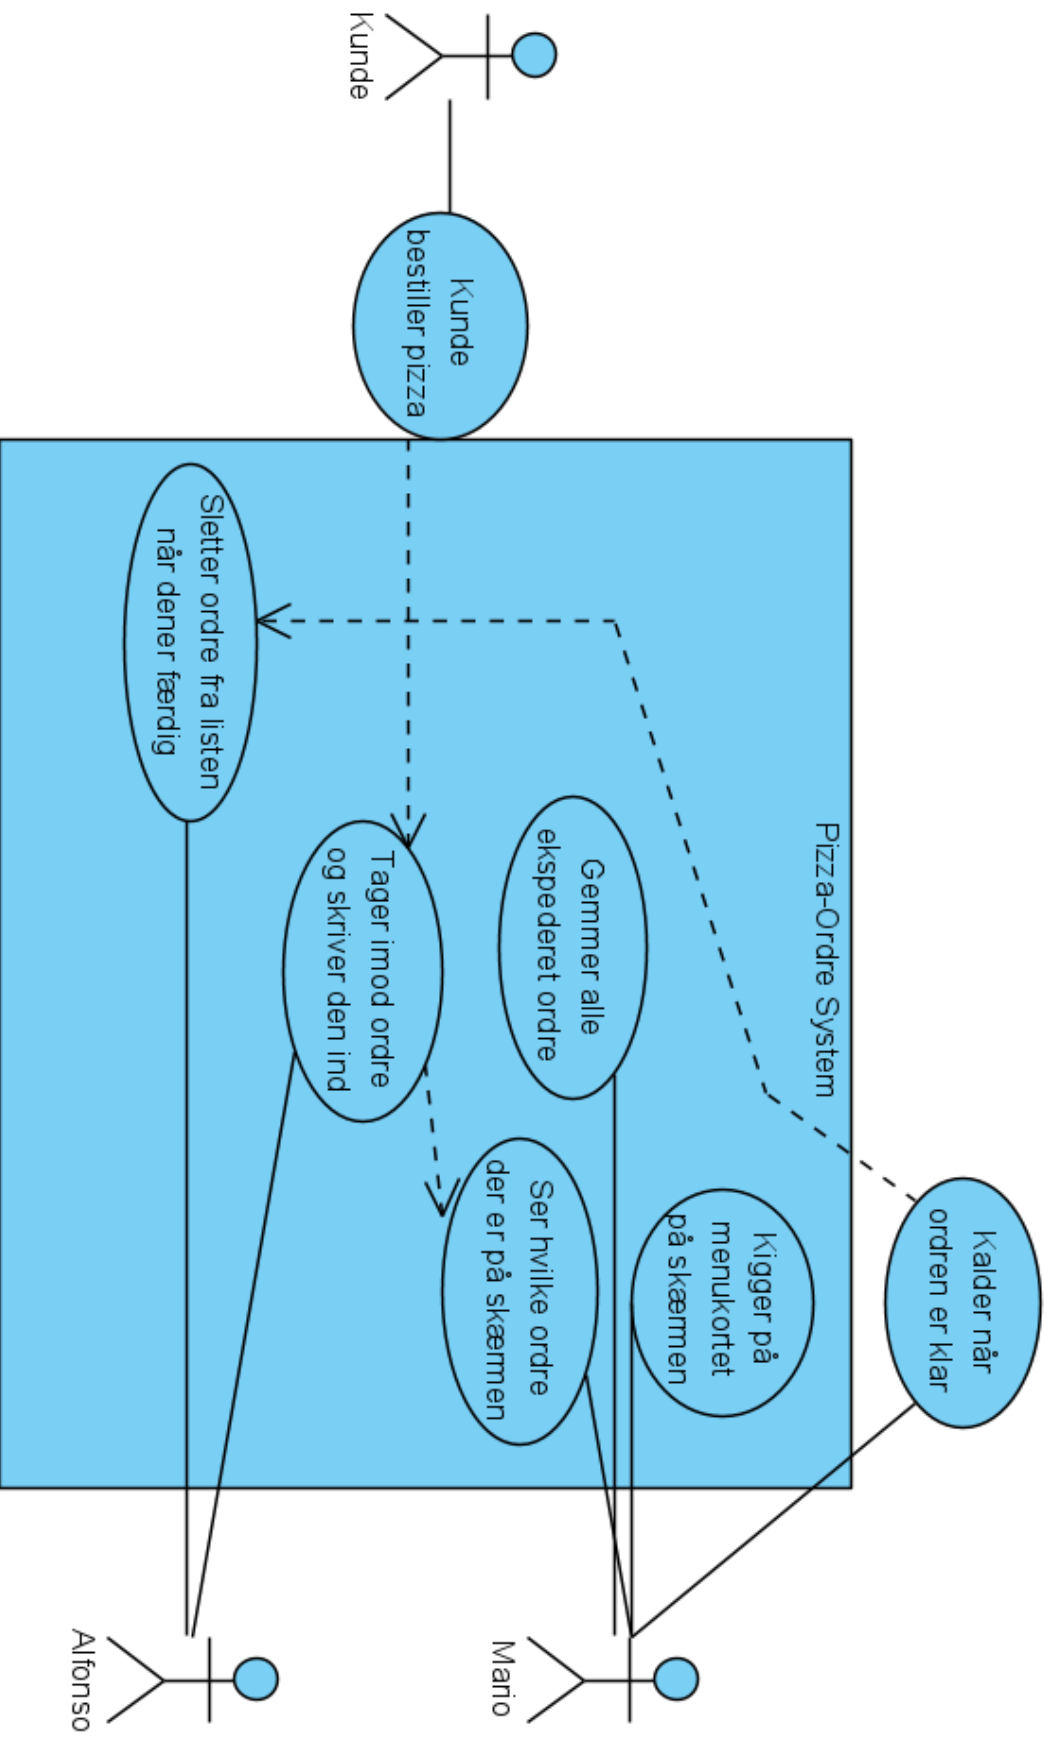 Kalder når
ordren er klar
Pizza-Ordre System
Kigger på
menukortet
på skærmen
Gemmer alle
ekspederet ordre
Ser hvilke ordre
der er på skærmen
Kunde
Kunde
bestiller pizza
Mario
Tager imod ordre
og skriver den ind
Sletter ordre fra listen
når dener færdig
Alfonso